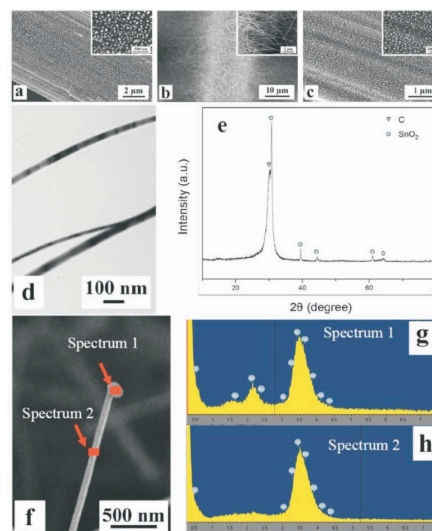 a
2 μm
b
10 μm
c
1 μm
d
100 nm
e
Intensity (a.u.)
C
SnO₂
20
40
60
2θ (degree)
f
Spectrum 1
Spectrum 2
500 nm
Spectrum 1
g
Spectrum 2
h